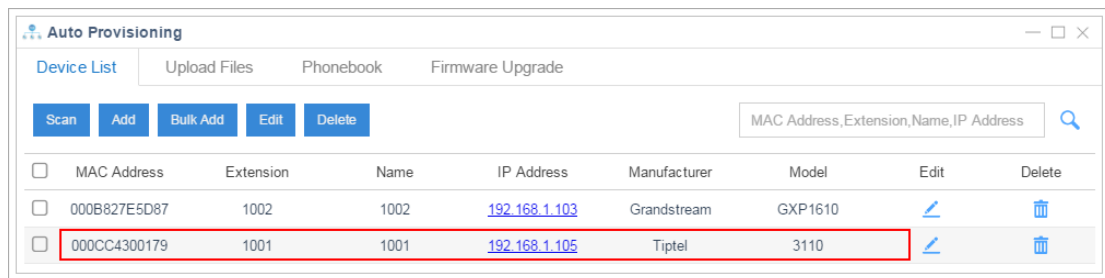 Auto Provisioning
Device List Upload Files Phonebook Firmware Upgrade
Scan Add Bulk Add Edit Delete MAC Address,Extension,Name,IP Address
MAC Address Extension Name IP Address Manufacturer Model Edit Delete
000B827E5D87 1002 1002 192.168.1.103 Grandstream GXP1610
000CC4300179 1001 1001 192.168.1.105 Tiptel 3110